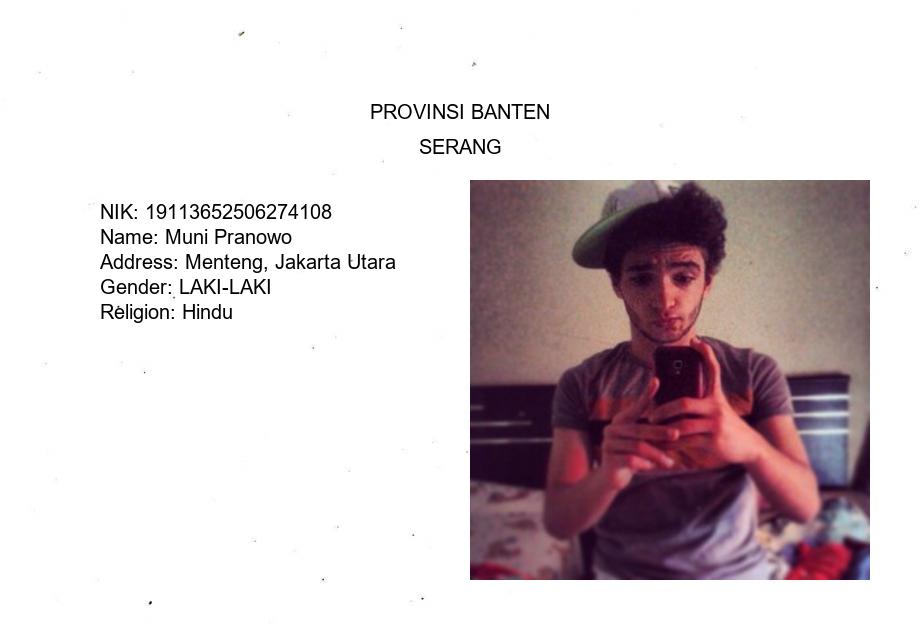 PROVINSI BANTEN
SERANG
NIK: 19113652506274108
Name: Muni Pranowo
Address: Menteng, Jakarta Utara
Gender: LAKI-LAKI
Religion: Hindu